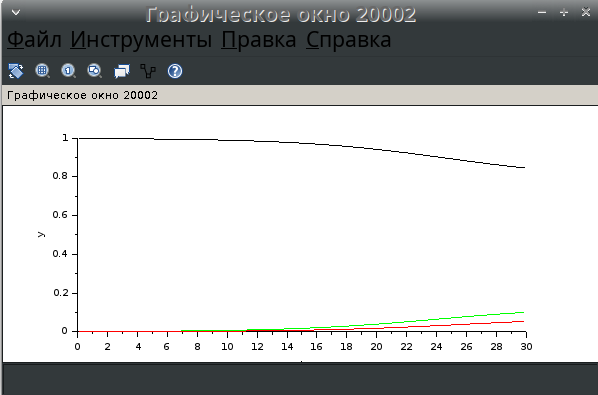 Графическое окно 20002
Файл Инструменты Правка Справка
Графическое окно 20002
1
0.8
0.6
y
0.4
0.2
0
0 2 4 6 8 10 12 14 16 18 20 22 24 26 28 30